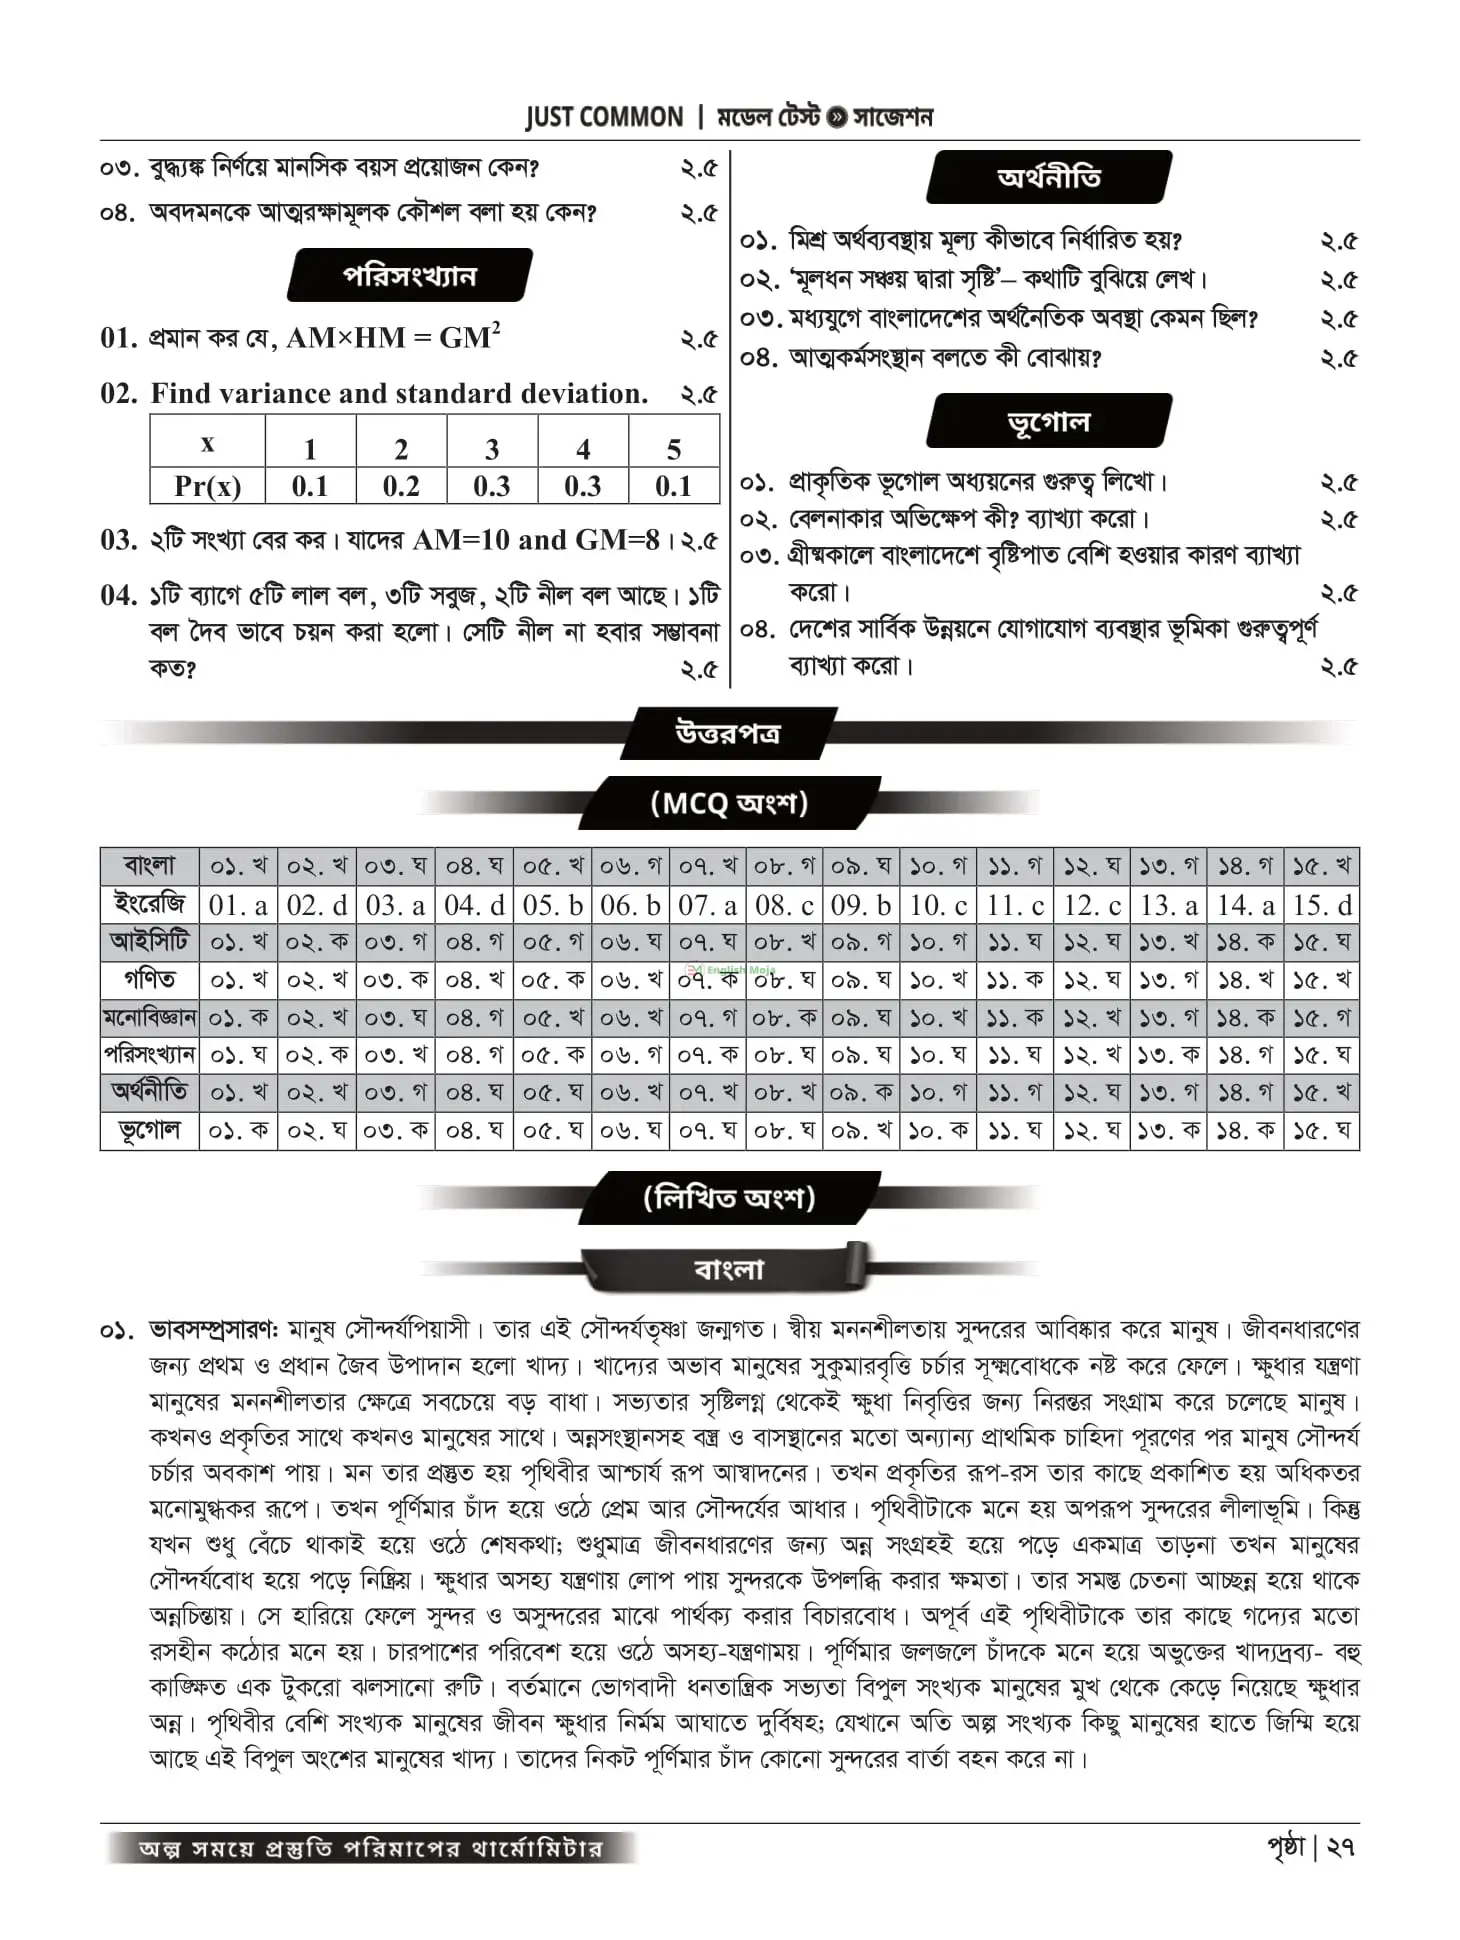 JUST COMMON | মডেল টেস্ট » সাজেশন
০৩. বুদ্ধ্যঙ্ক নির্ণয়ে মানসিক বয়স প্রয়োজন কেন? ২.৫
০৪. অবদমনকে আত্মরক্ষামূলক কৌশল বলা হয় কেন? ২.৫
পরিসংখ্যান
01. প্রমান কর যে, AM×HM = GM²  ২.৫
02. Find variance and standard deviation. ২.৫
x 1 2 3 4 5
Pr(x) 0.1 0.2 0.3 0.3 0.1
03. ২টি সংখ্যা বের কর। যাদের AM=10 and GM=8। ২.৫
04. ১টি ব্যাগে ৫টি লাল বল, ৩টি সবুজ, ২টি নীল বল আছে। ১টি
বল দৈব ভাবে চয়ন করা হলো। সেটি নীল না হবার সম্ভাবনা
কত? ২.৫
অর্থনীতি
০১. মিশ্র অর্থব্যবস্থায় মূল্য কীভাবে নির্ধারিত হয়? ২.৫
০২. ‘মূলধন সঞ্চয় দ্বারা সৃষ্টি’– কথাটি বুঝিয়ে লেখ। ২.৫
০৩. মধ্যযুগে বাংলাদেশের অর্থনৈতিক অবস্থা কেমন ছিল? ২.৫
০৪. আত্মকর্মসংস্থান বলতে কী বোঝায়? ২.৫
ভূগোল
০১. প্রাকৃতিক ভূগোল অধ্যয়নের গুরুত্ব লিখো। ২.৫
০২. বেলনাকার অভিক্ষেপ কী? ব্যাখ্যা করো। ২.৫
০৩. গ্রীষ্মকালে বাংলাদেশে বৃষ্টিপাত বেশি হওয়ার কারণ ব্যাখ্যা
করো। ২.৫
০৪. দেশের সার্বিক উন্নয়নে যোগাযোগ ব্যবস্থার ভূমিকা গুরুত্বপূর্ণ
ব্যাখ্যা করো। ২.৫
উত্তরপত্র
(MCQ অংশ)
বাংলা ০১. খ ০২. খ ০৩. ঘ ০৪. ঘ ০৫. খ ০৬. গ ০৭. খ ০৮. গ ০৯. ঘ ১০. গ ১১. গ ১২. ঘ ১৩. গ ১৪. গ ১৫. খ
ইংরেজি 01. a 02. d 03. a 04. d 05. b 06. b 07. a 08. c 09. b 10. c 11. c 12. c 13. a 14. a 15. d
আইসিটি ০১. খ ০২. ক ০৩. গ ০৪. গ ০৫. গ ০৬. ঘ ০৭. ঘ ০৮. খ ০৯. গ ১০. গ ১১. ঘ ১২. ঘ ১৩. খ ১৪. ক ১৫. ঘ
গণিত ০১. খ ০২. খ ০৩. ক ০৪. খ ০৫. ক ০৬. খ ০৭. ক ০৮. ঘ ০৯. ঘ ১০. খ ১১. ক ১২. ঘ ১৩. গ ১৪. খ ১৫. খ
English Moja
মনোবিজ্ঞান ০১. ক ০২. খ ০৩. ঘ ০৪. গ ০৫. খ ০৬. খ ০৭. গ ০৮. ক ০৯. ঘ ১০. খ ১১. ক ১২. খ ১৩. গ ১৪. ক ১৫. গ
পরিসংখ্যান ০১. ঘ ০২. ক ০৩. খ ০৪. গ ০৫. ক ০৬. গ ০৭. ক ০৮. ঘ ০৯. ঘ ১০. ঘ ১১. ঘ ১২. খ ১৩. ক ১৪. গ ১৫. ঘ
অর্থনীতি ০১. খ ০২. খ ০৩. গ ০৪. ঘ ০৫. ঘ ০৬. খ ০৭. খ ০৮. খ ০৯. ক ১০. গ ১১. গ ১২. ঘ ১৩. গ ১৪. গ ১৫. খ
ভূগোল ০১. ক ০২. ঘ ০৩. ক ০৪. ঘ ০৫. ঘ ০৬. ঘ ০৭. ঘ ০৮. ঘ ০৯. খ ১০. ক ১১. ঘ ১২. ঘ ১৩. ক ১৪. ক ১৫. ঘ
(লিখিত অংশ)
বাংলা
০১. ভাবসম্প্রসারণ: মানুষ সৌন্দর্যপিয়াসী। তার এই সৌন্দর্যতৃষ্ণা জন্মগত। স্বীয় মননশীলতায় সুন্দরের আবিষ্কার করে মানুষ। জীবনধারণের
জন্য প্রথম ও প্রধান জৈব উপাদান হলো খাদ্য। খাদ্যের অভাব মানুষের সুকুমারবৃত্তি চর্চার সূক্ষ্মবোধকে নষ্ট করে ফেলে। ক্ষুধার যন্ত্রণা
মানুষের মননশীলতার ক্ষেত্রে সবচেয়ে বড় বাধা। সভ্যতার সৃষ্টিলগ্ন থেকেই ক্ষুধা নিবৃত্তির জন্য নিরন্তর সংগ্রাম করে চলেছে মানুষ।
কখনও প্রকৃতির সাথে কখনও মানুষের সাথে। অন্নসংস্থানসহ বস্ত্র ও বাসস্থানের মতো অন্যান্য প্রাথমিক চাহিদা পূরণের পর মানুষ সৌন্দর্য
চর্চার অবকাশ পায়। মন তার প্রস্তুত হয় পৃথিবীর আশ্চার্য রূপ আস্বাদনের। তখন প্রকৃতির রূপ-রস তার কাছে প্রকাশিত হয় অধিকতর
মনোমুগ্ধকর রূপে। তখন পূর্ণিমার চাঁদ হয়ে ওঠে প্রেম আর সৌন্দর্যের আধার। পৃথিবীটাকে মনে হয় অপরূপ সুন্দরের লীলাভূমি। কিন্তু
যখন শুধু বেঁচে থাকাই হয়ে ওঠে শেষকথা; শুধুমাত্র জীবনধারণের জন্য অন্ন সংগ্রহই হয়ে পড়ে একমাত্র তাড়না তখন মানুষের
সৌন্দর্যবোধ হয়ে পড়ে নিষ্ক্রিয়। ক্ষুধার অসহ্য যন্ত্রণায় লোপ পায় সুন্দরকে উপলব্ধি করার ক্ষমতা। তার সমস্ত চেতনা আচ্ছন্ন হয়ে থাকে
অন্নচিন্তায়। সে হারিয়ে ফেলে সুন্দর ও অসুন্দরের মাঝে পার্থক্য করার বিচারবোধ। অপূর্ব এই পৃথিবীটাকে তার কাছে গদ্যের মতো
রসহীন কঠোর মনে হয়। চারপাশের পরিবেশ হয়ে ওঠে অসহ্য-যন্ত্রণাময়। পূর্ণিমার জলজলে চাঁদকে মনে হয়ে অভুক্তের খাদ্যদ্রব্য- বহু
কাঙ্ক্ষিত এক টুকরো ঝলসানো রুটি। বর্তমানে ভোগবাদী ধনতান্ত্রিক সভ্যতা বিপুল সংখ্যক মানুষের মুখ থেকে কেড়ে নিয়েছে ক্ষুধার
অন্ন। পৃথিবীর বেশি সংখ্যক মানুষের জীবন ক্ষুধার নির্মম আঘাতে দুর্বিষহ; যেখানে অতি অল্প সংখ্যক কিছু মানুষের হাতে জিম্মি হয়ে
আছে এই বিপুল অংশের মানুষের খাদ্য। তাদের নিকট পূর্ণিমার চাঁদ কোনো সুন্দরের বার্তা বহন করে না।
অল্প সময়ে প্রস্তুতি পরিমাপের থার্মোমিটার
পৃষ্ঠা | ২৭